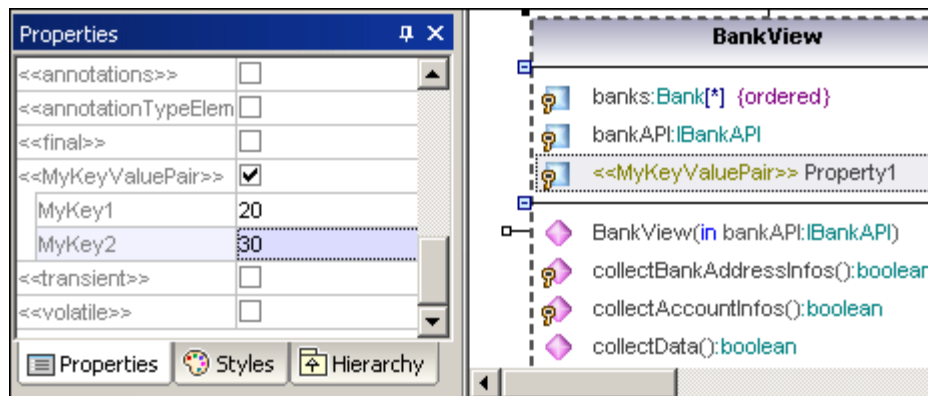 Properties
<<annotations>>
<<annotationTypeElem
<<final>>
<<MyKeyValuePair>>
MyKey1 20
MyKey2 30
<<transient>>
<<volatile>>
Properties Styles Hierarchy
BankView
banks:Bank[*] {ordered}
bankAPI:IBankAPI
<<MyKeyValuePair>> Property1
BankView(in bankAPI:IBankAPI)
collectBankAddressInfos():boolean
collectAccountInfos():boolean
collectData():boolean